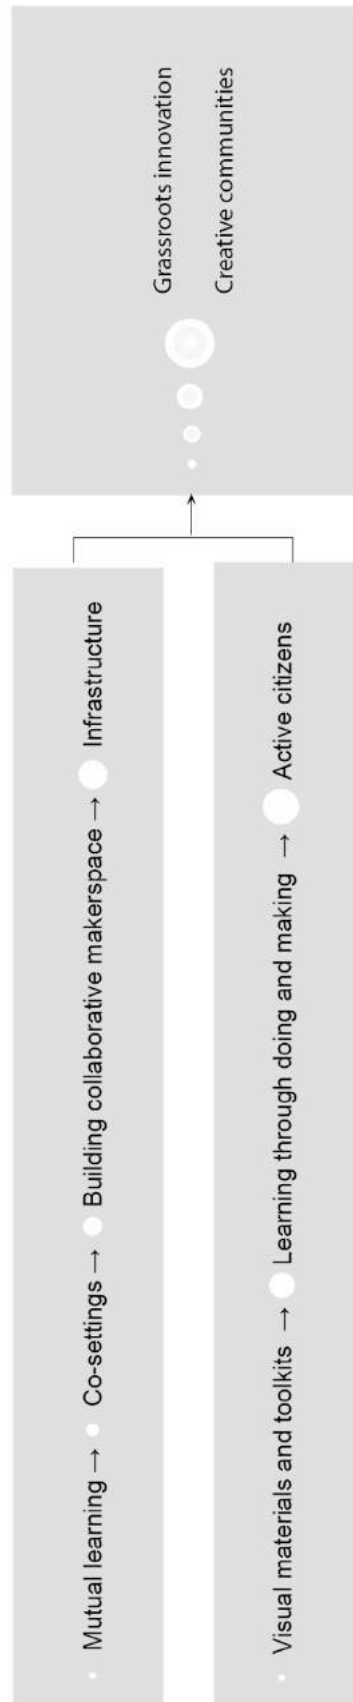 Mutual learning → Co-settings → Building collaborative makerspace → Infrastructure
Visual materials and toolkits → Learning through doing and making → Active citizens
Grassroots innovation
Creative communities